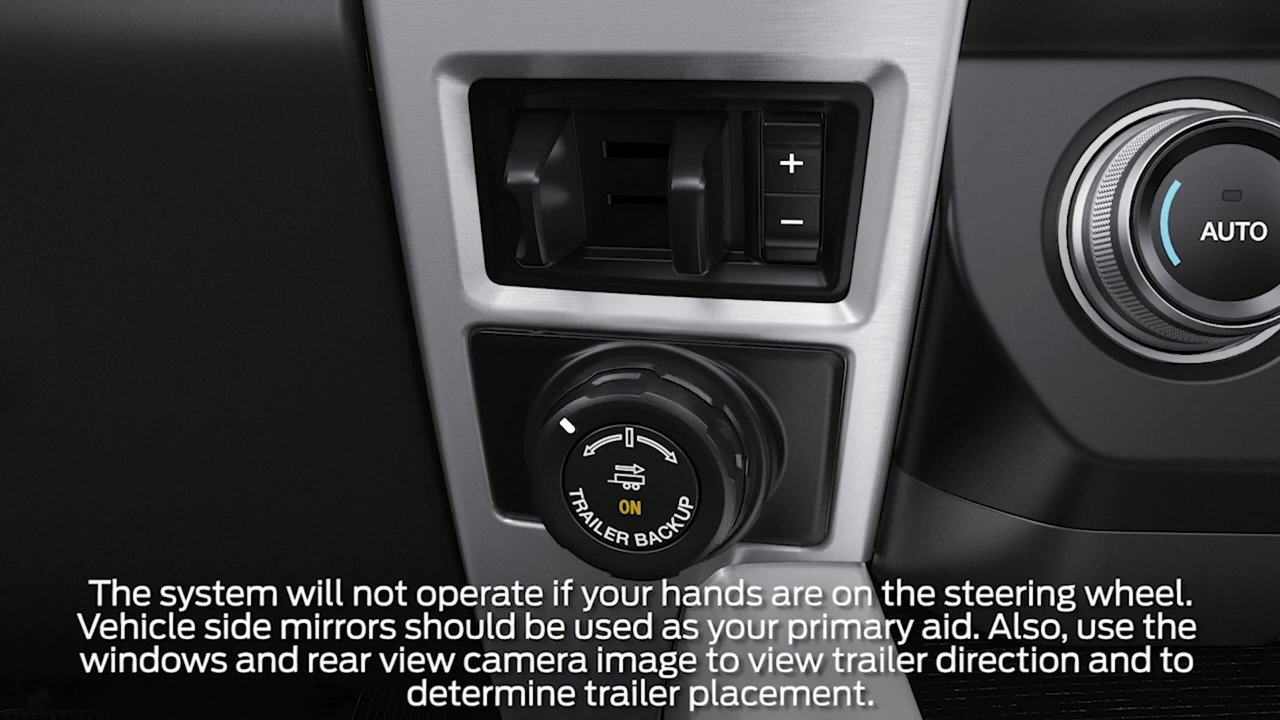 +
−
AUTO
ON
TRAILER BACKUP
The system will not operate if your hands are on the steering wheel.
Vehicle side mirrors should be used as your primary aid. Also, use the
windows and rear view camera image to view trailer direction and to
determine trailer placement.